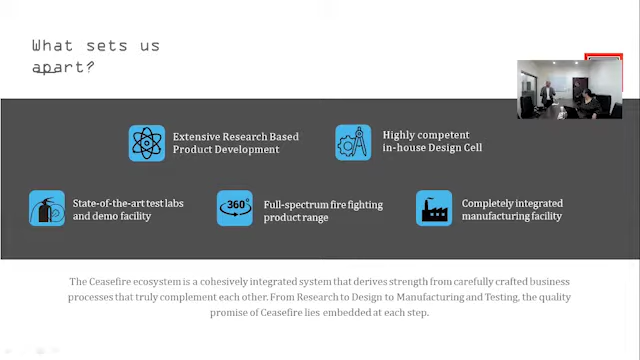 What sets us
apart?
Extensive Research Based
Product Development
Highly competent
in-house Design Cell
State-of-the-art test labs
and demo facility
360°
Full-spectrum fire fighting
product range
Completely integrated
manufacturing facility
The Ceasefire ecosystem is a cohesively integrated system that derives strength from carefully crafted business
processes that truly complement each other. From Research to Design to Manufacturing and Testing, the quality
promise of Ceasefire lies embedded at each step.